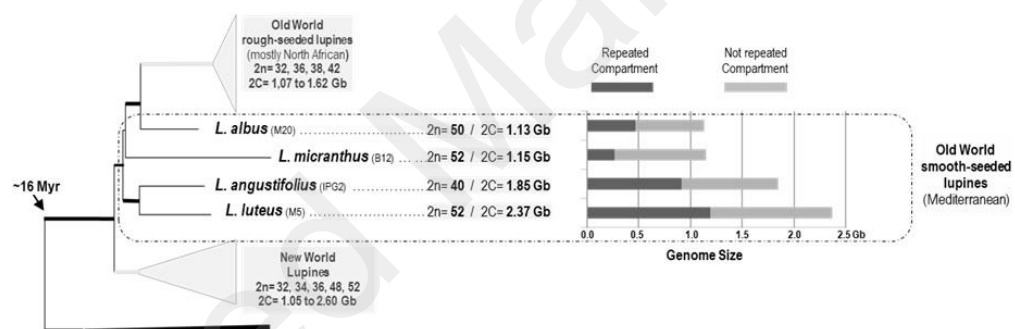 Old World
rough-seeded lupines
(mostly North African)
2n= 32, 36, 38, 42
2C= 1,07 to 1.62 Gb
Repeated
Compartment
Not repeated
Compartment
L. albus (M20) ........................ 2n= 50 / 2C= 1.13 Gb
L. micranthus (B12) ... ..... 2n= 52 / 2C= 1.15 Gb
L. angustifolius (IPG2) .............. 2n= 40 / 2C= 1.85 Gb
L. luteus (M5) ........................ 2n= 52 / 2C= 2.37 Gb
Old World
smooth-seeded
lupines
(Mediterranean)
~16 Myr
0.0 0.5 1.0 1.5 2.0 2.5 Gb
Genome Size
New World
Lupines
2n= 32, 34, 36, 48, 52
2C= 1.05 to 2.60 Gb